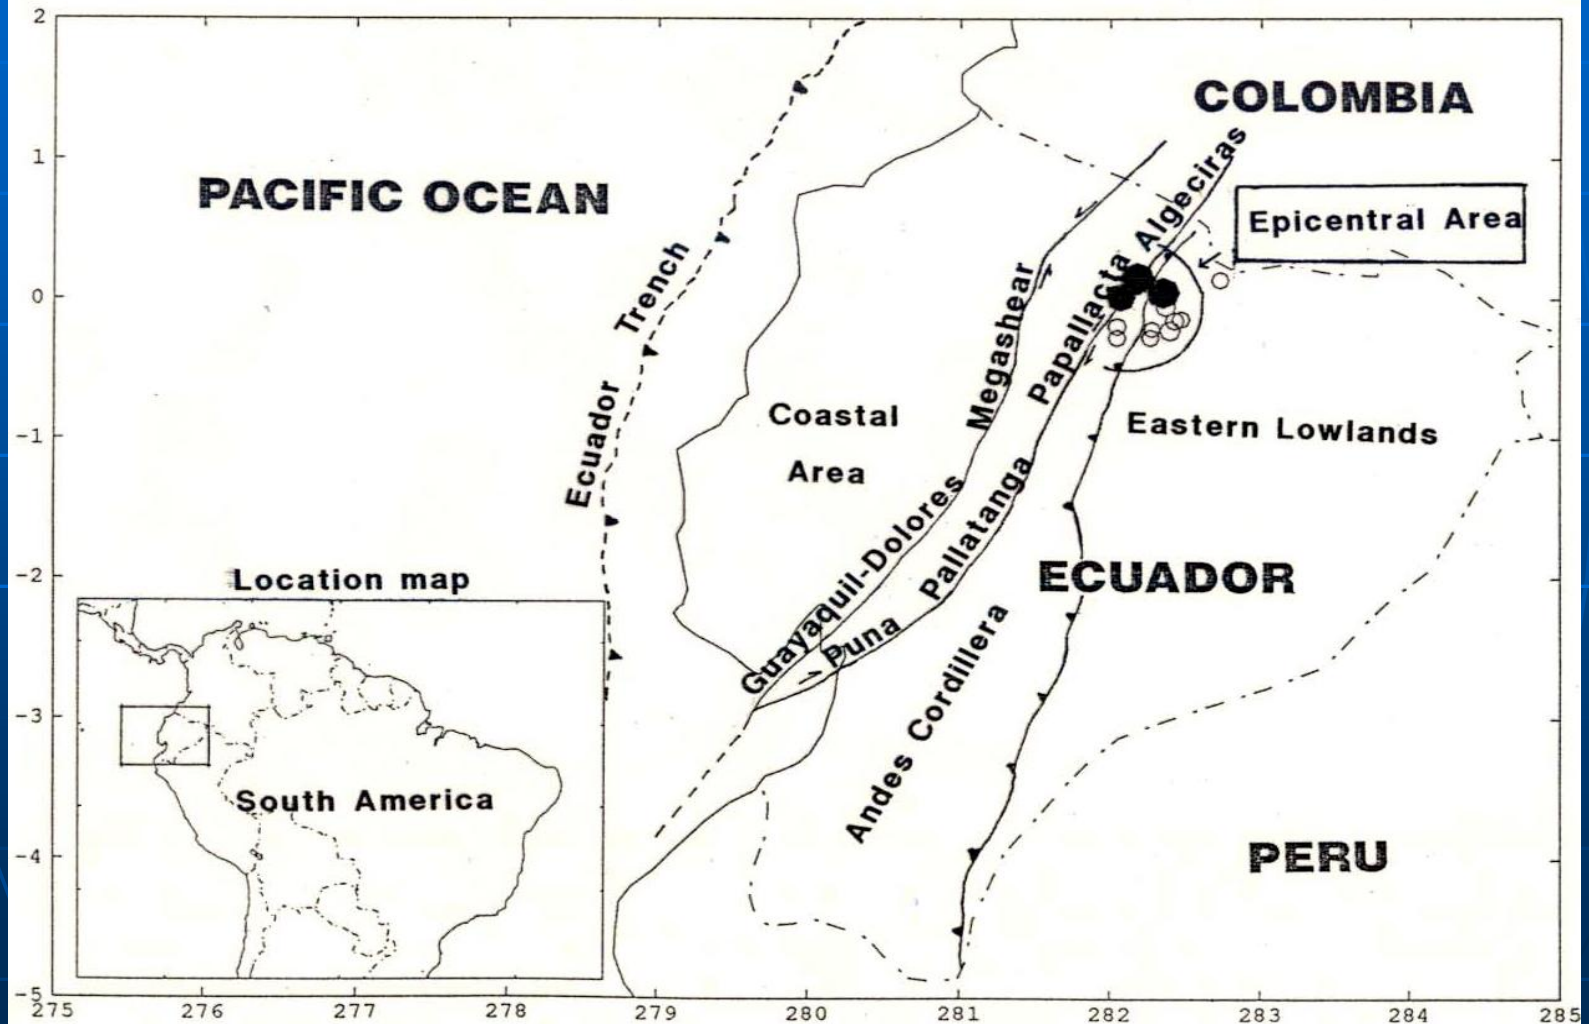 2
1
0
-1
-2
-3
-4
-5
275
276
277
278
279
280
281
282
283
284
285
COLOMBIA
PACIFIC OCEAN
Epicentral Area
Ecuador Trench
Guayaquil-Dolores Megashear
Puna Pallatanga Papallacta Algeciras
Coastal
Area
Eastern Lowlands
ECUADOR
Andes Cordillera
PERU
Location map
South America